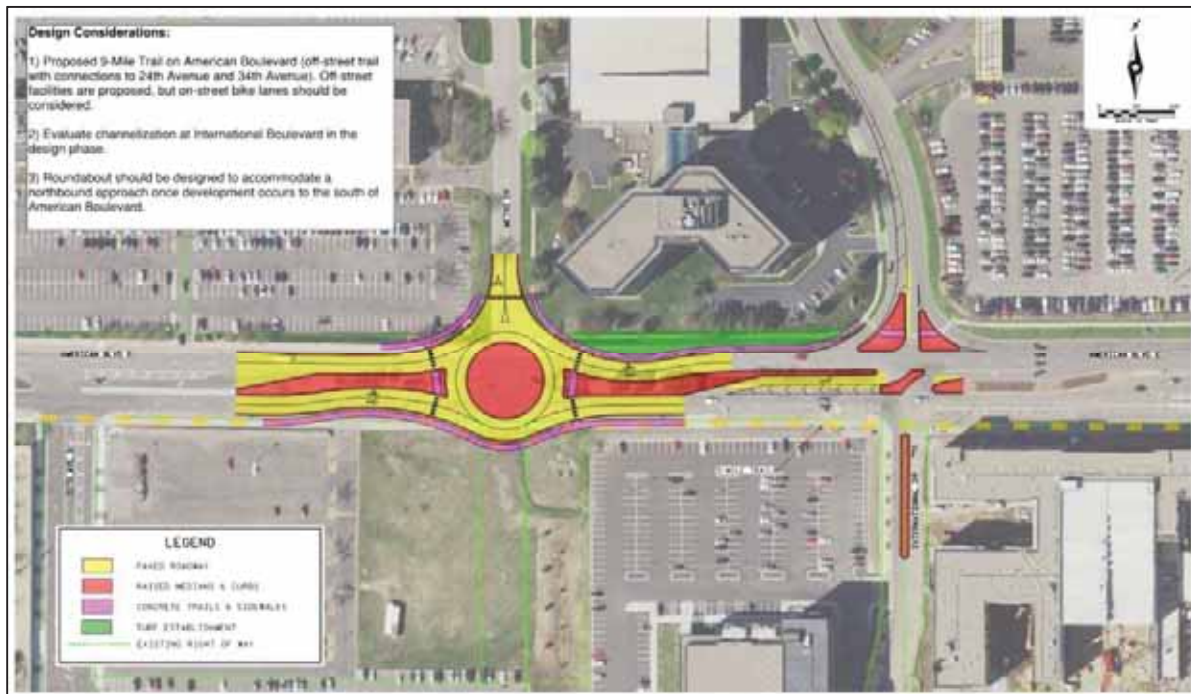 Design Considerations:
1) Proposed 9-Mile Trail on American Boulevard (off-street trail
with connections to 24th Avenue and 34th Avenue). Off-street
facilities are proposed, but on-street bike lanes should be
considered.
2) Evaluate channelization at International Boulevard in the
design phase.
3) Roundabout should be designed to accommodate a
northbound approach once development occurs to the south of
American Boulevard.
AMERICAN BLVD E
AMERICAN BLVD E
LEGEND
PAVED ROADWAY
RAISED MEDIANS & CURBS
CONCRETE TRAILS & SIDEWALKS
TURF ESTABLISHMENT
EXISTING RIGHT OF WAY